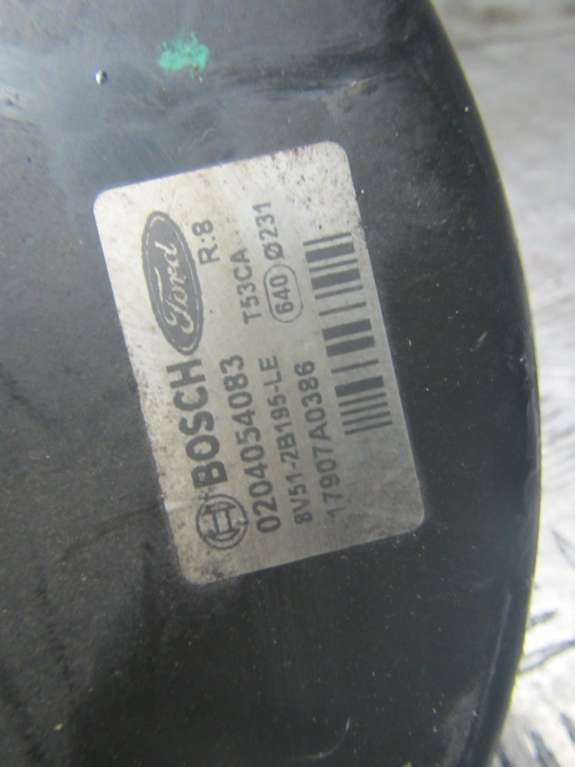 BOSCH Ford
0204054083 R:8
8V51-2B195-LE T53CA
17907A0386 640 Ø231